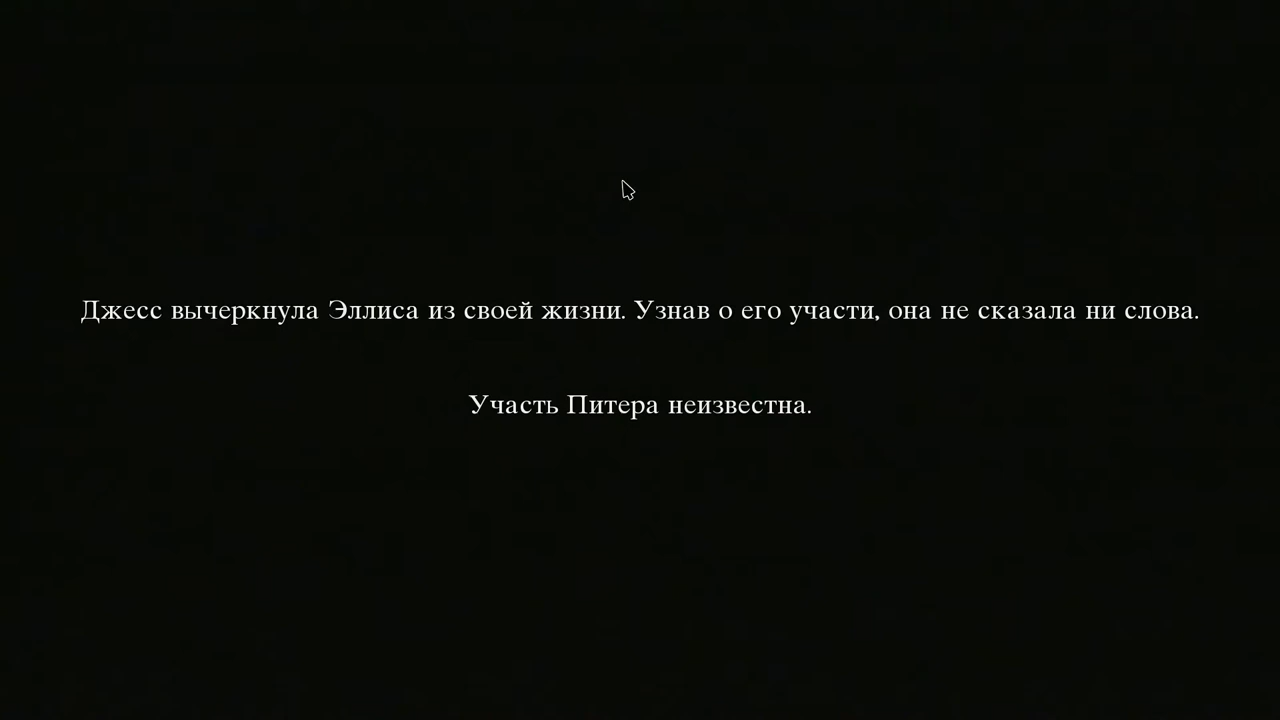 Джесс вычеркнула Эллиса из своей жизни. Узнав о его участи, она не сказала ни слова.
Участь Питера неизвестна.